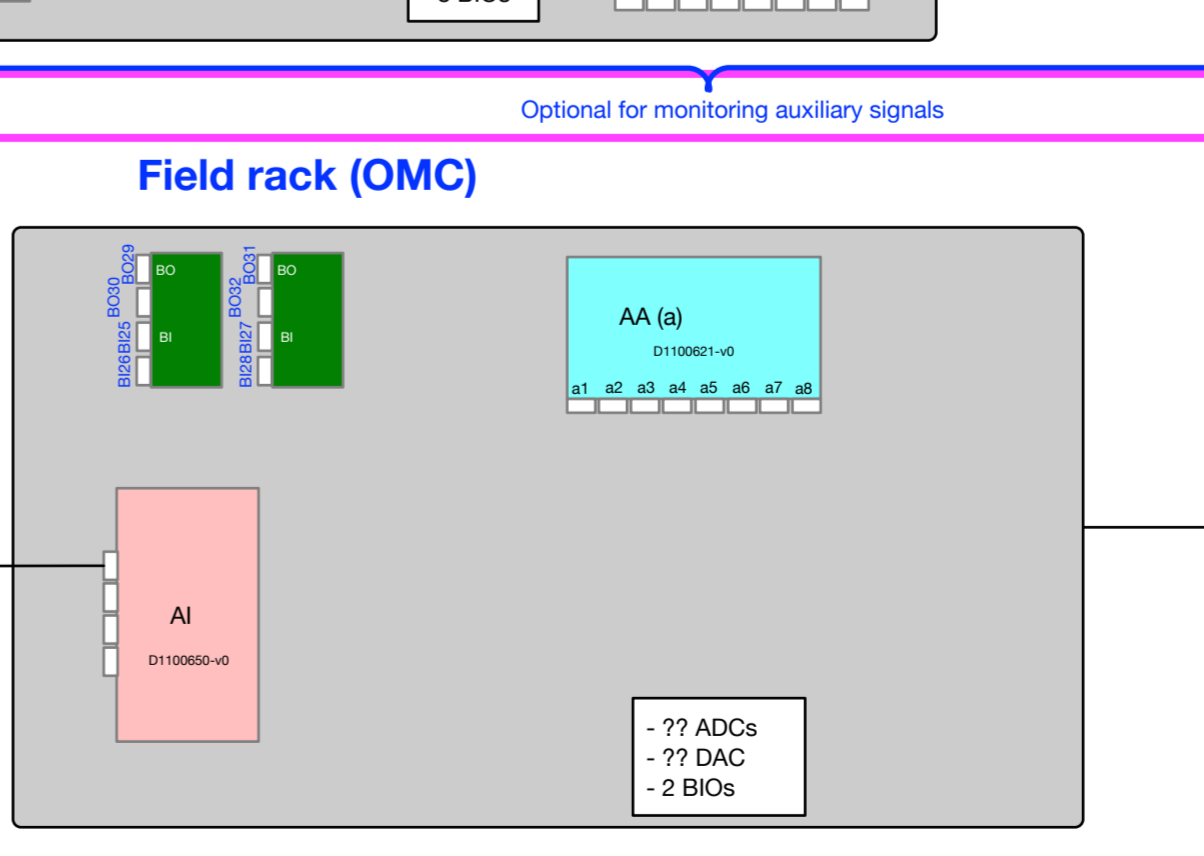 Optional for monitoring auxiliary signals
Field rack (OMC)
BO29
BO30
BI25
BI26
BO
BI
BO31
BO32
BI27
BI28
BO
BI
AA (a)
D1100621-v0
a1 a2 a3 a4 a5 a6 a7 a8
AI
D1100650-v0
- ?? ADCs
- ?? DAC
- 2 BIOs